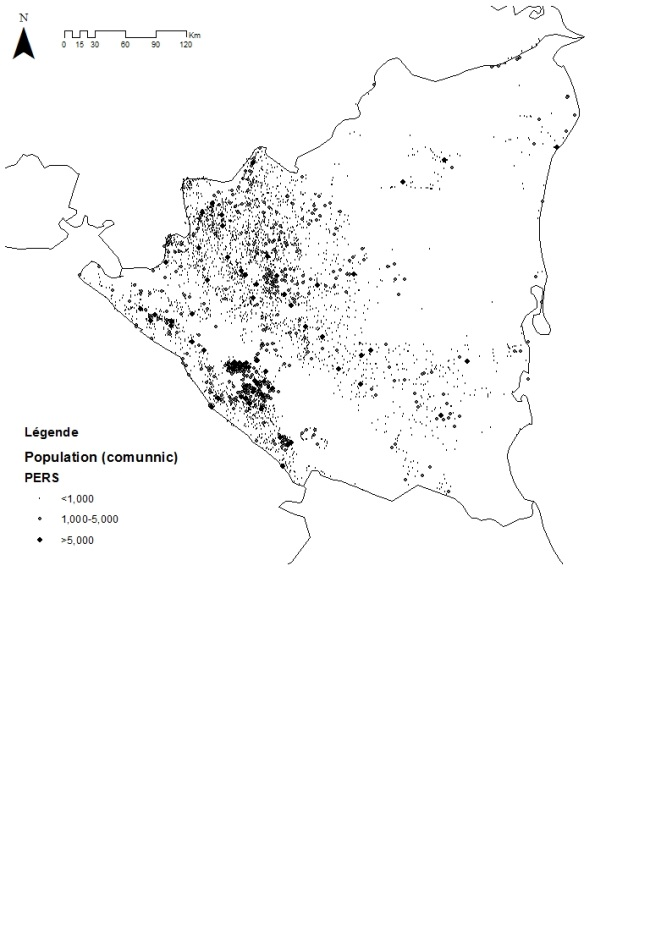 N
Km
0 15 30 60 90 120
Légende
Population (comunnic)
PERS
<1,000
1,000-5,000
>5,000